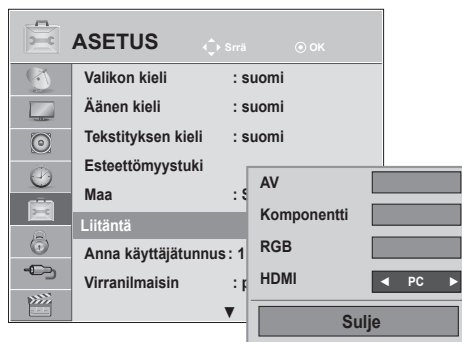 ASETUS Srrä OK
Valikon kieli : suomi
Äänen kieli : suomi
Tekstityksen kieli : suomi
Esteettömyystuki
Maa : S
Liitäntä
Anna käyttäjätunnus : 1
Virranilmaisin : p
▼
AV
Komponentti
RGB
HDMI ◄ PC ►
Sulje